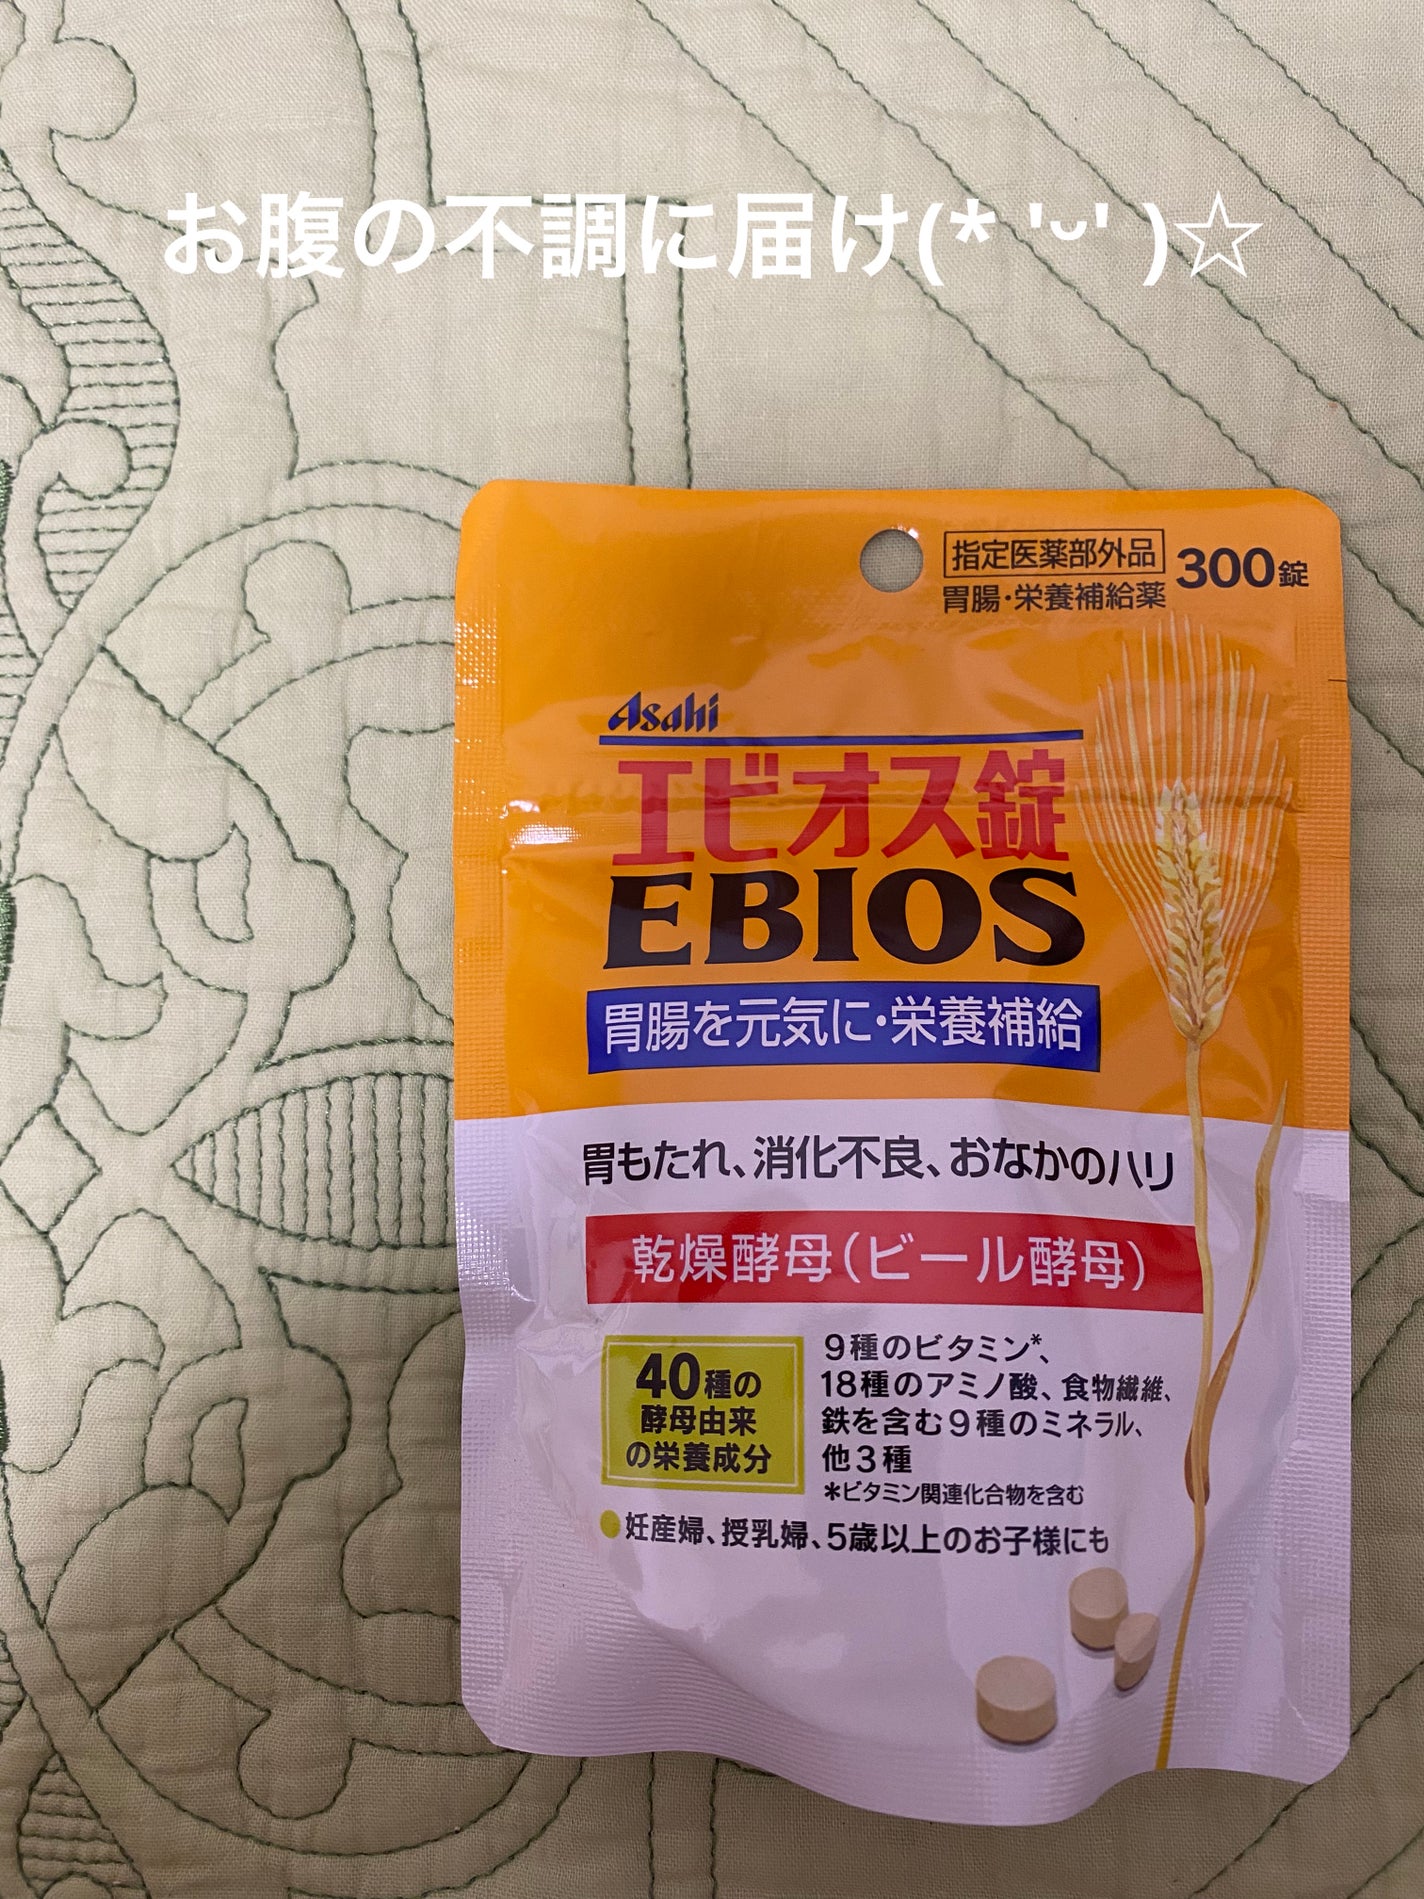 お腹の不調に届け(* 'ᵕ' )☆
指定医薬部外品
胃腸・栄養補給薬
300錠
Asahi
エビオス錠
EBIOS
胃腸を元気に・栄養補給
胃もたれ、消化不良、おなかのハリ
乾燥酵母(ビール酵母)
40種の
酵母由来
の栄養成分
9種のビタミン*、
18種のアミノ酸、食物繊維、
鉄を含む9種のミネラル、
他3種
*ビタミン関連化合物を含む
●妊産婦、授乳婦、5歳以上のお子様にも